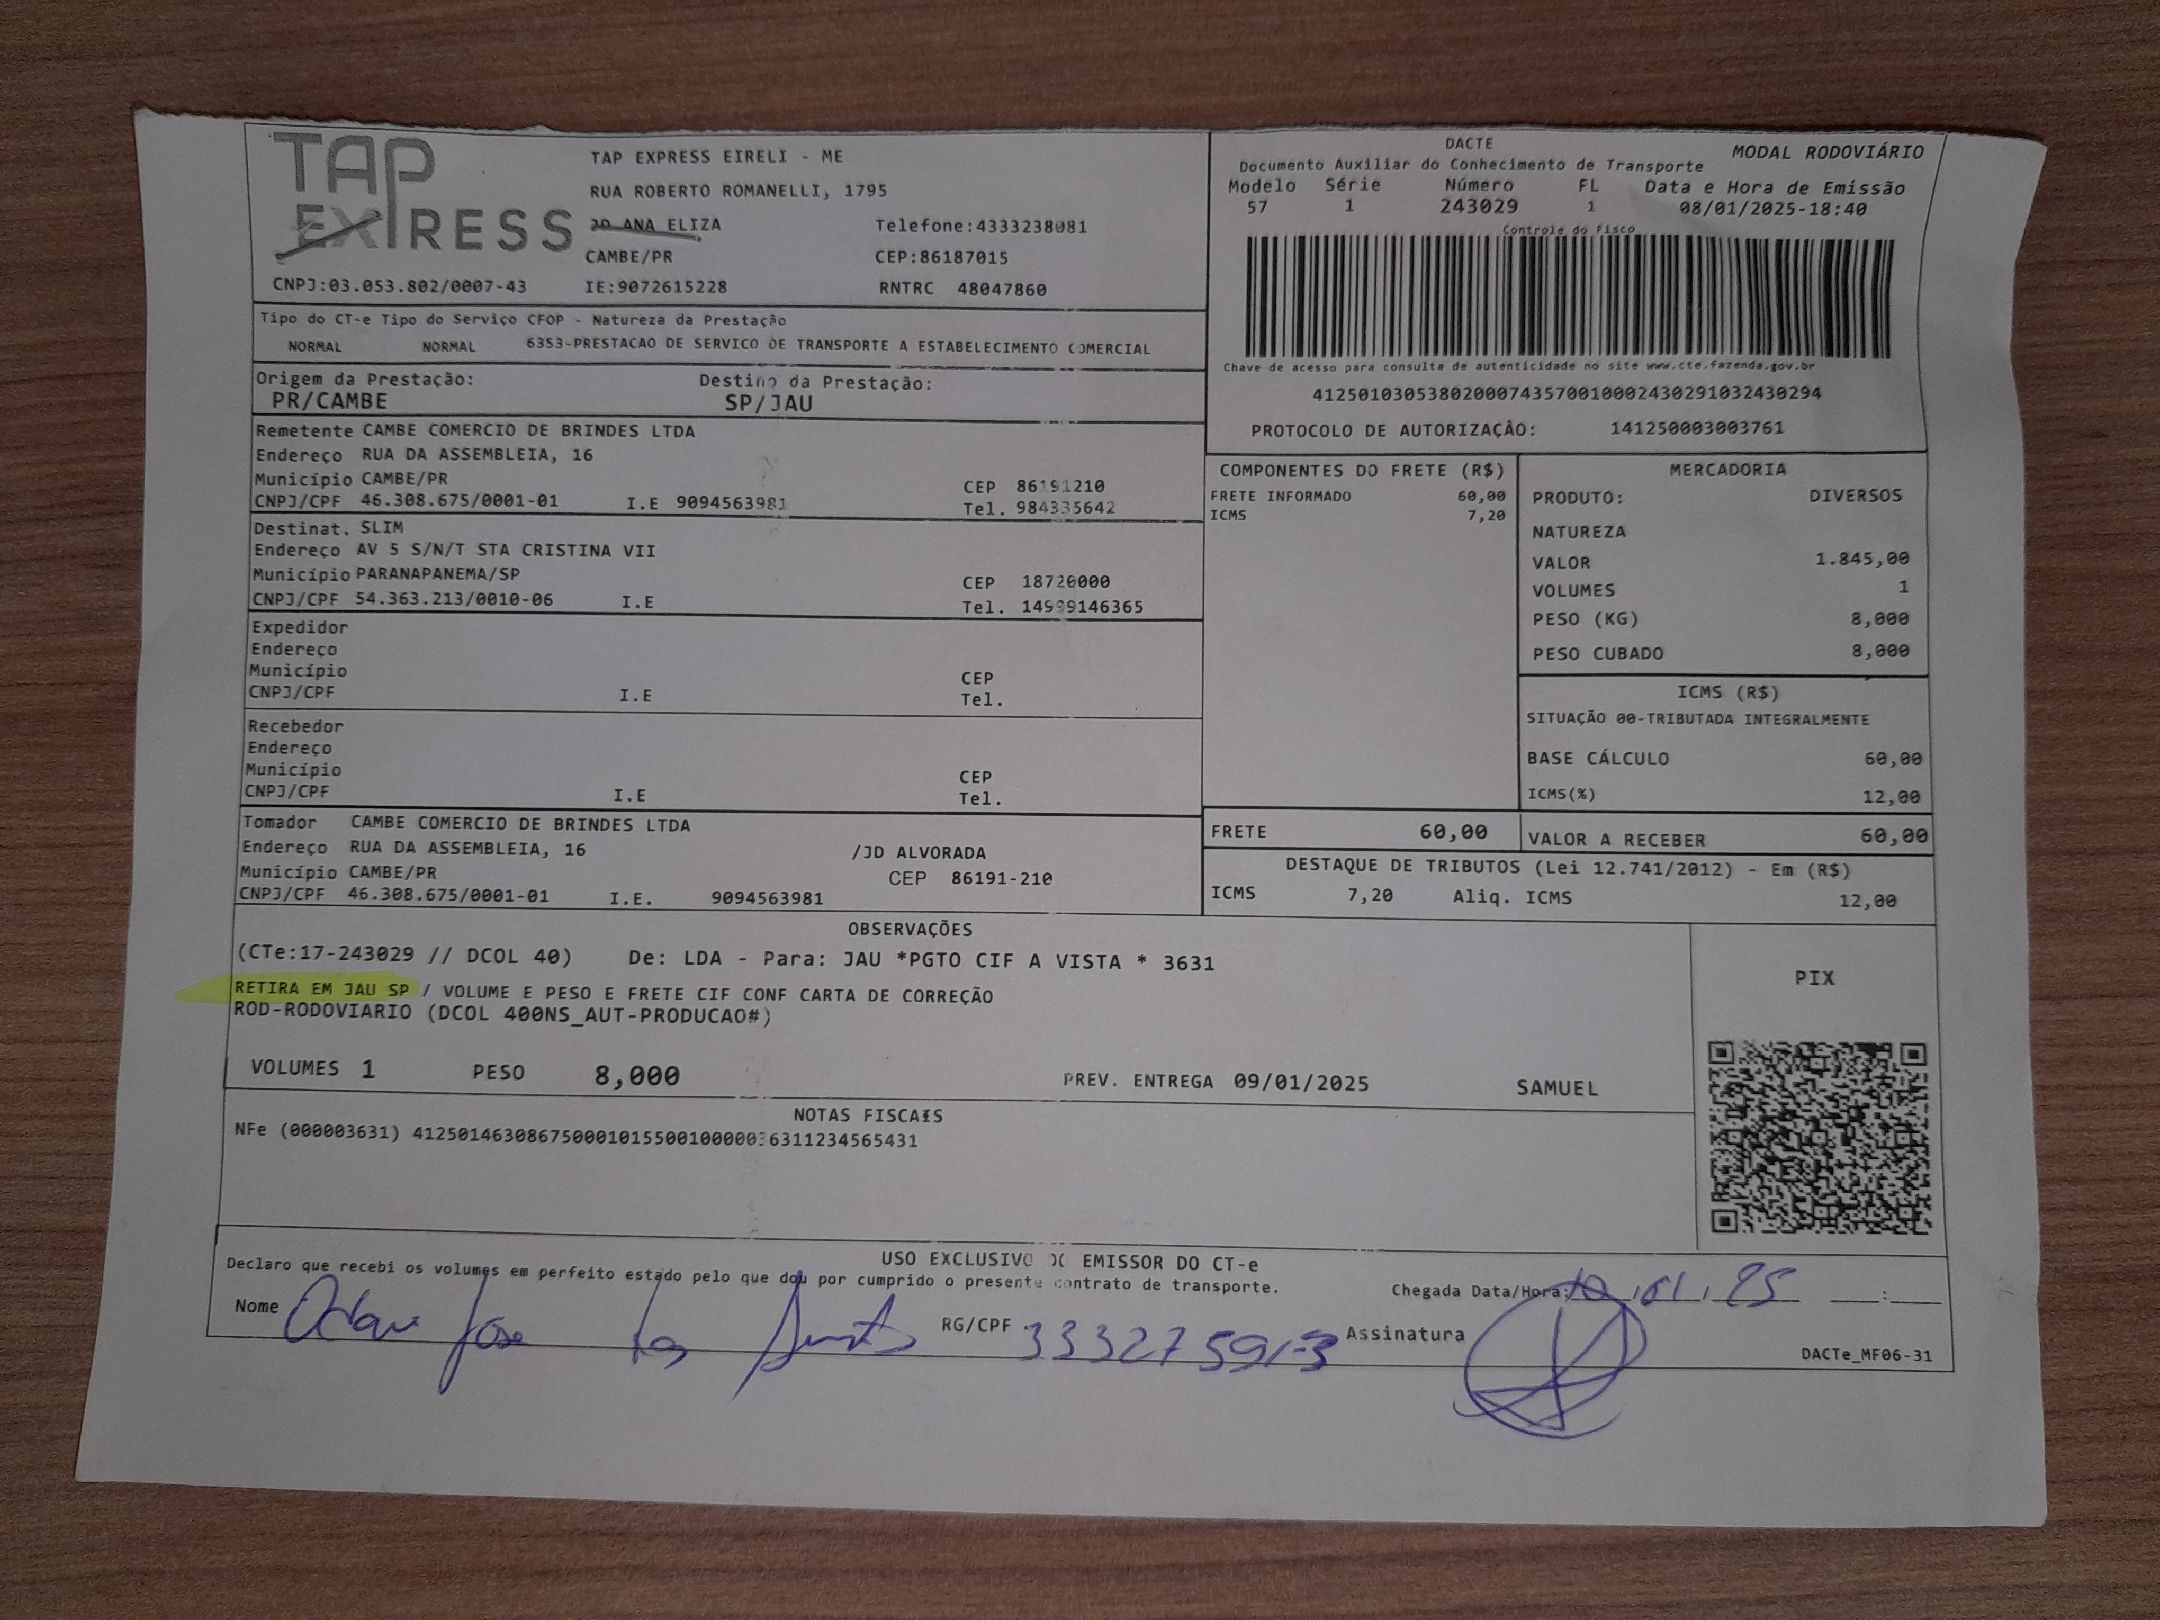 TAP EXPRESS
TAP EXPRESS EIRELI - ME
RUA ROBERTO ROMANELLI, 1795
JD ANA ELIZA Telefone:4333238081
CAMBE/PR CEP:86187015
CNPJ:03.053.802/0007-43 IE:9072615228 RNTRC 48047860
DACTE
Documento Auxiliar do Conhecimento de Transporte MODAL RODOVIÁRIO
Modelo Série Número FL Data e Hora de Emissão
57 1 243029 1 08/01/2025-18:40
Controle do Fisco
Chave de acesso para consulta de autenticidade no site www.cte.fazenda.gov.br
41250103053802000743570010002430291032430294
PROTOCOLO DE AUTORIZAÇÂO: 141250003003761
Tipo do CT-e Tipo do Serviço CFOP - Natureza da Prestação
NORMAL NORMAL 6353-PRESTACAO DE SERVICO DE TRANSPORTE A ESTABELECIMENTO COMERCIAL
Origem da Prestação: Destino da Prestação:
PR/CAMBE SP/JAU
Remetente CAMBE COMERCIO DE BRINDES LTDA
Endereço RUA DA ASSEMBLEIA, 16
Município CAMBE/PR CEP 86191210
CNPJ/CPF 46.308.675/0001-01 I.E 9094563981 Tel. 984335642
Destinat. SLIM
Endereço AV 5 S/N/T STA CRISTINA VII
Município PARANAPANEMA/SP CEP 18720000
CNPJ/CPF 54.363.213/0010-06 I.E Tel. 14999146365
Expedidor
Endereço
Município CEP
CNPJ/CPF I.E Tel.
Recebedor
Endereço
Município CEP
CNPJ/CPF I.E Tel.
Tomador CAMBE COMERCIO DE BRINDES LTDA
Endereço RUA DA ASSEMBLEIA, 16 /JD ALVORADA
Município CAMBE/PR CEP 86191-210
CNPJ/CPF 46.308.675/0001-01 I.E. 9094563981
COMPONENTES DO FRETE (R$)
FRETE INFORMADO 60,00
ICMS 7,20
MERCADORIA
PRODUTO: DIVERSOS
NATUREZA
VALOR 1.845,00
VOLUMES 1
PESO (KG) 8,000
PESO CUBADO 8,000
ICMS (R$)
SITUAÇÃO 00-TRIBUTADA INTEGRALMENTE
BASE CÁLCULO 60,00
ICMS(%) 12,00
FRETE 60,00 VALOR A RECEBER 60,00
DESTAQUE DE TRIBUTOS (Lei 12.741/2012) - Em (R$)
ICMS 7,20 Aliq. ICMS 12,00
OBSERVAÇÕES
(CTe:17-243029 // DCOL 40) De: LDA - Para: JAU *PGTO CIF A VISTA * 3631
RETIRA EM JAU SP / VOLUME E PESO E FRETE CIF CONF CARTA DE CORREÇÃO
ROD-RODOVIARIO (DCOL 400NS_AUT-PRODUCAO#)
PIX
VOLUMES 1 PESO 8,000 PREV. ENTREGA 09/01/2025 SAMUEL
NOTAS FISCAIS
NFe (000003631) 41250146308675000101550010000036311234565431
USO EXCLUSIVO DO EMISSOR DO CT-e
Declaro que recebi os volumes em perfeito estado pelo que dou por cumprido o presente contrato de transporte.
Chegada Data/Hora: 10/01/25 :
Nome Jose dos RG/CPF 33327591-3 Assinatura
DACTe_MF06-31